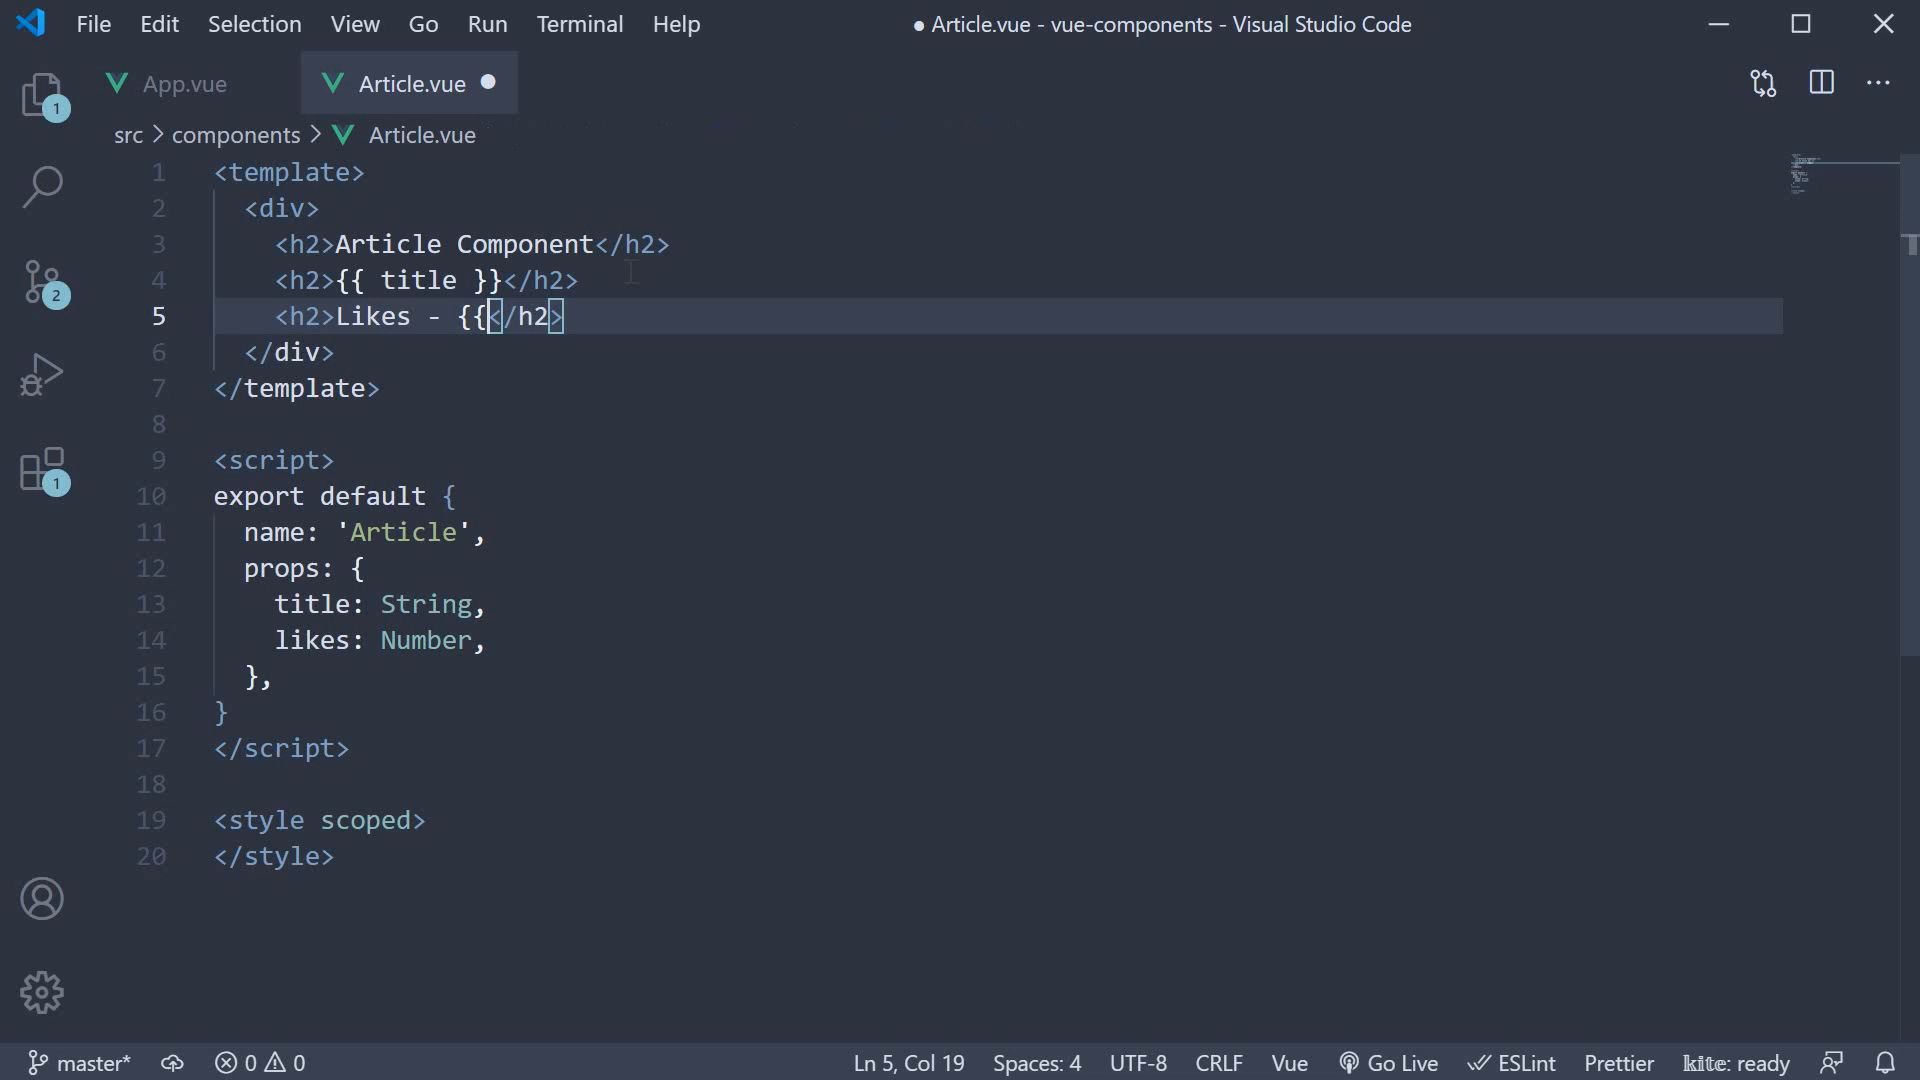 File Edit Selection View Go Run Terminal Help
● Article.vue - vue-components - Visual Studio Code
App.vue
Article.vue ●
src > components > Article.vue
1 <template>
2 <div>
3 <h2>Article Component</h2>
4 <h2>{{ title }}</h2>
5 <h2>Likes - {{</h2>
6 </div>
7 </template>
8
9 <script>
10 export default {
11 name: 'Article',
12 props: {
13 title: String,
14 likes: Number,
15 },
16 }
17 </script>
18
19 <style scoped>
20 </style>
1
2
1
master* 0 0 Ln 5, Col 19 Spaces: 4 UTF-8 CRLF Vue Go Live ESLint Prettier kite: ready